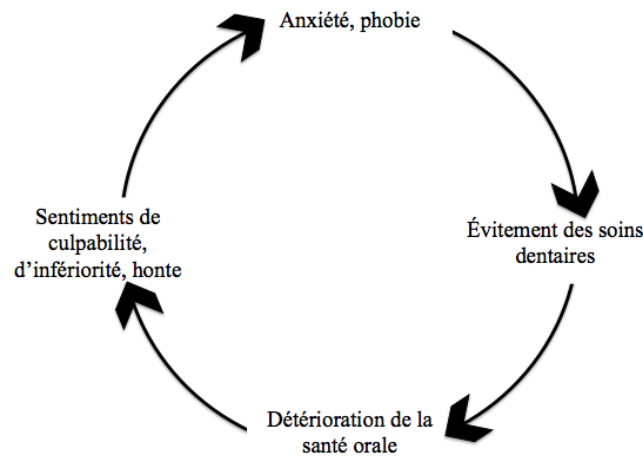 Anxiété, phobie
Évitement des soins
dentaires
Détérioration de la
santé orale
Sentiments de
culpabilité,
d’infériorité, honte